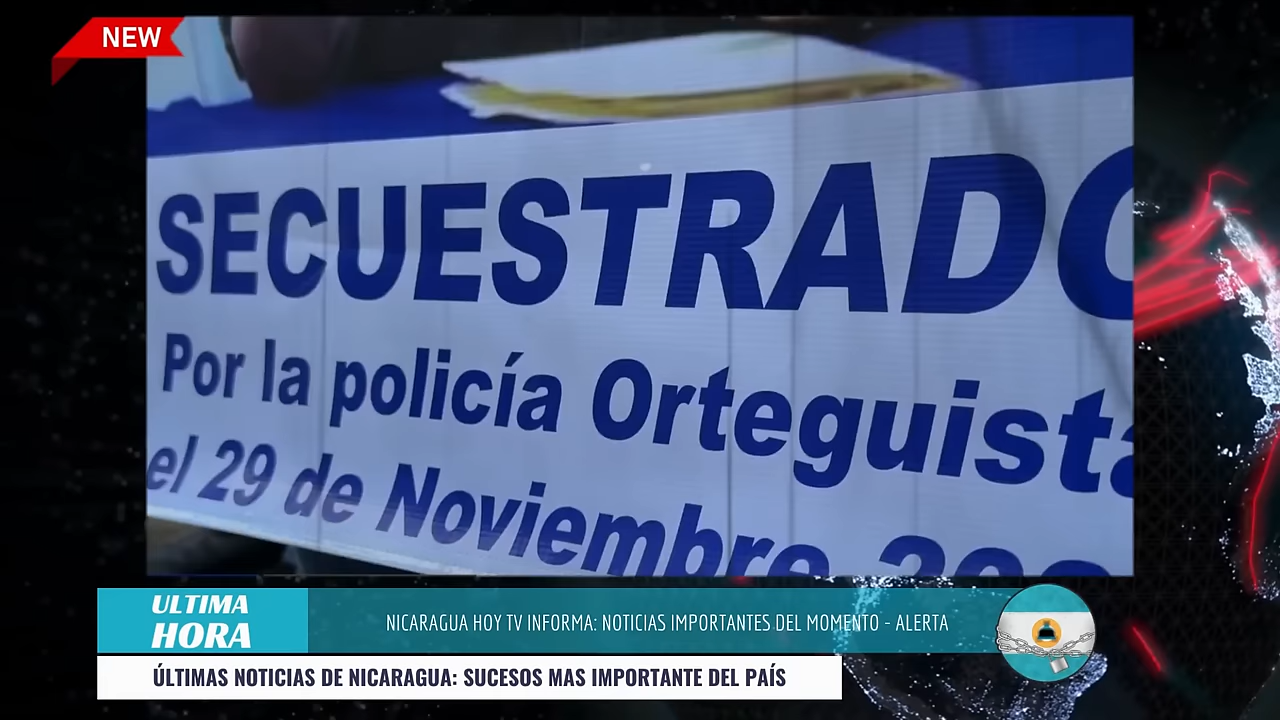 NEW
SECUESTRADO
Por la policía Orteguista
el 29 de Noviembre
ULTIMA
HORA
NICARAGUA HOY TV INFORMA: NOTICIAS IMPORTANTES DEL MOMENTO - ALERTA
ÚLTIMAS NOTICIAS DE NICARAGUA: SUCESOS MAS IMPORTANTE DEL PAÍS